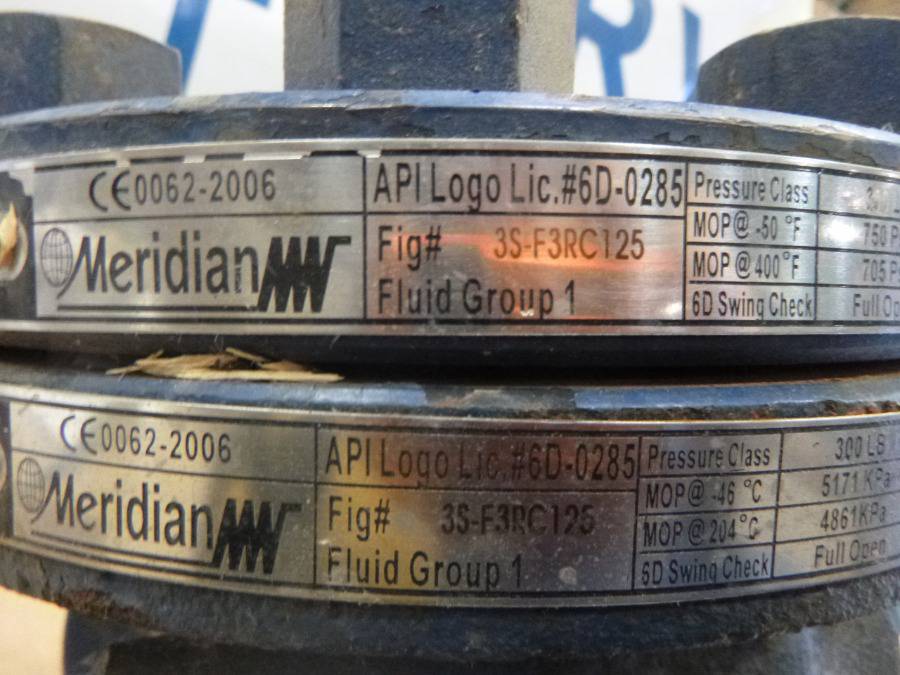 CE0062-2006
Meridian
API Logo Lic.#6D-0285
Fig# 3S-F3RC125
Fluid Group 1
Pressure Class
MOP@ -50 °F 750
MOP @ 400°F 705
6D Swing Check Full
CE0062-2006
Meridian
API Logo Lic.#6D-0285
Fig# 3S-F3RC125
Fluid Group 1
Pressure Class 300 LB
MOP@ -46 °C 5171 KPa
MOP @ 204°C 4861KPa
6D Swing Check Full Open